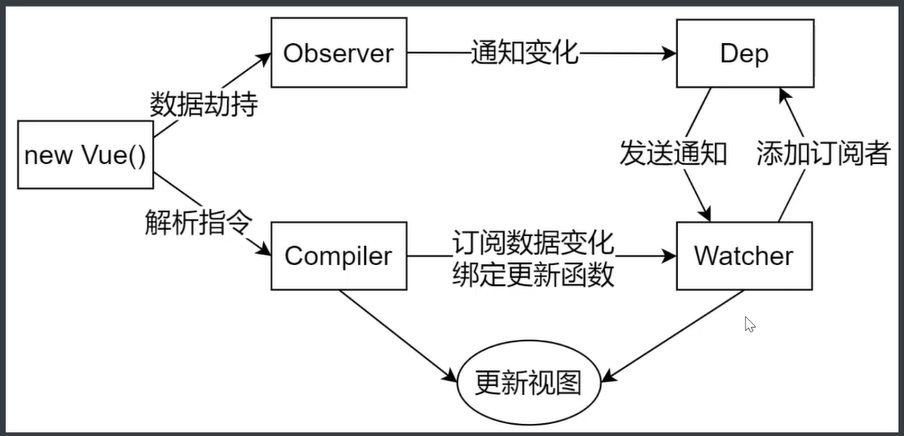 Observer
通知变化
Dep
数据劫持
new Vue()
发送通知
添加订阅者
解析指令
Compiler
订阅数据变化
绑定更新函数
Watcher
更新视图